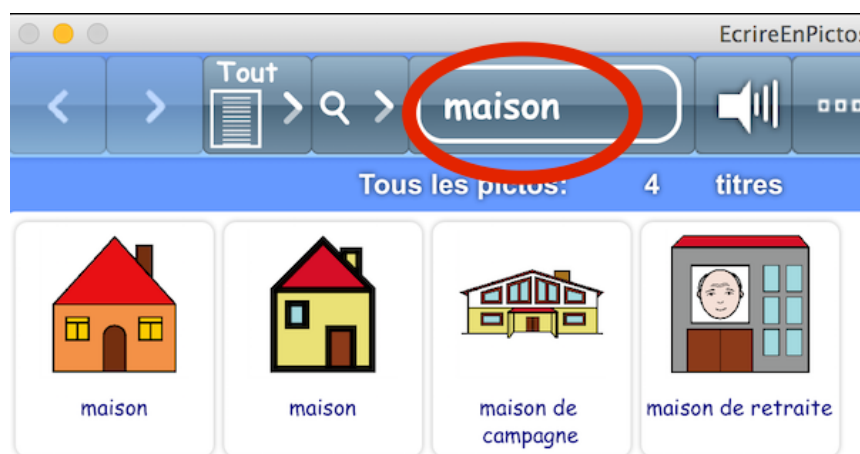 EcrireEnPictos
Tout
maison
Tous les pictos: 4 titres
maison
maison
maison de
campagne
maison de retraite